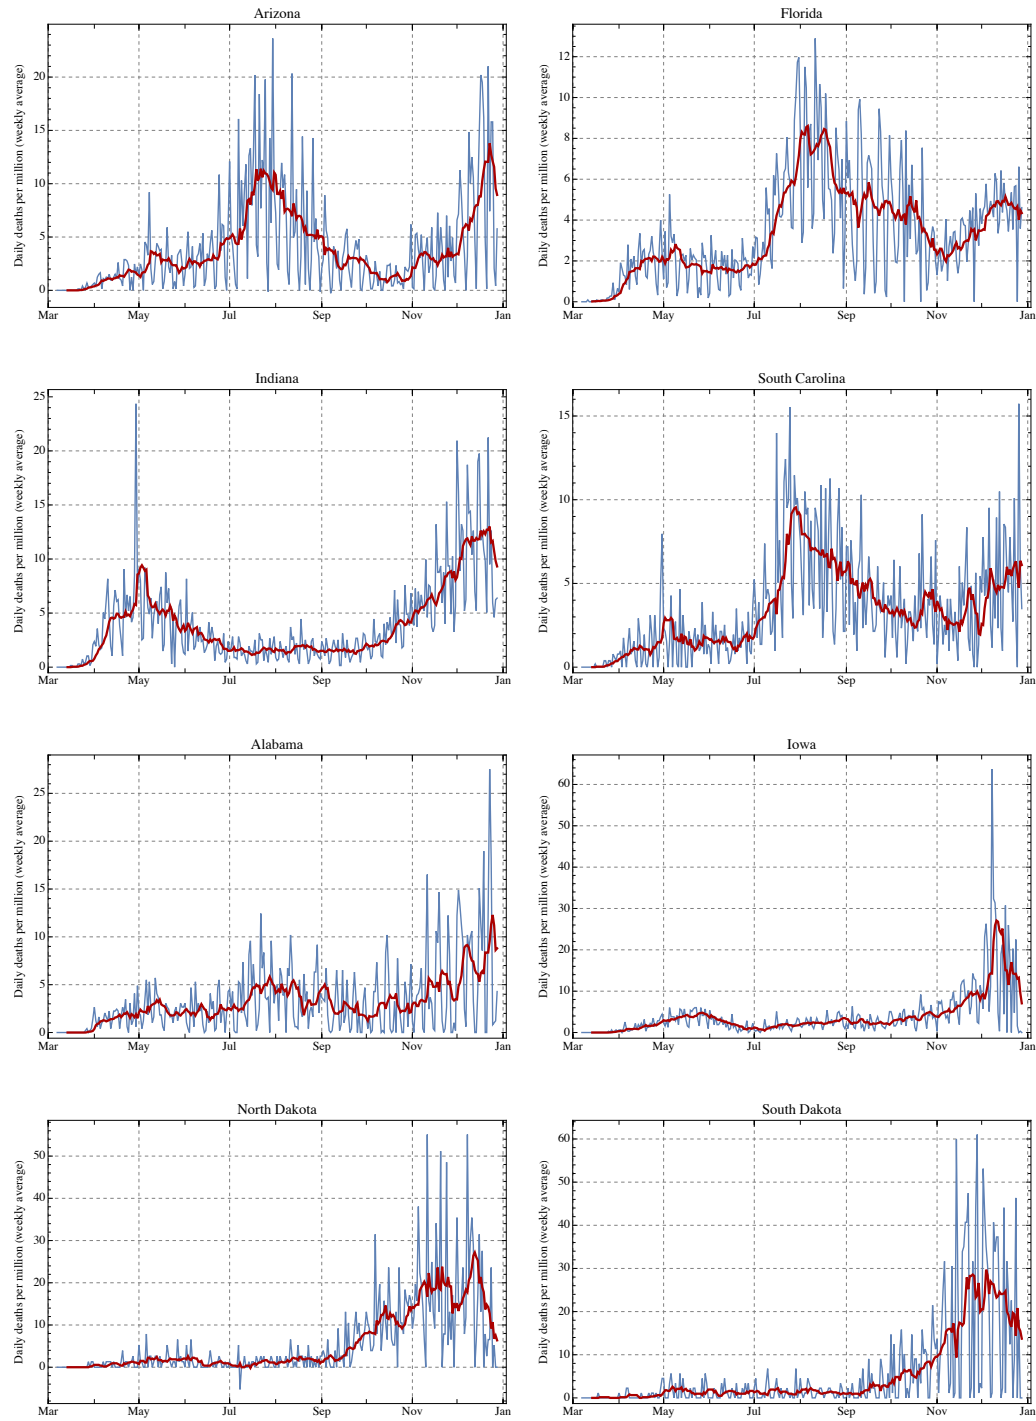 Arizona
Daily deaths per million (weekly average)
20
15
10
5
0
Mar May Jul Sep Nov Jan
Florida
Daily deaths per million (weekly average)
12
10
8
6
4
2
0
Mar May Jul Sep Nov Jan
Indiana
Daily deaths per million (weekly average)
25
20
15
10
5
0
Mar May Jul Sep Nov Jan
South Carolina
Daily deaths per million (weekly average)
15
10
5
0
Mar May Jul Sep Nov Jan
Alabama
Daily deaths per million (weekly average)
25
20
15
10
5
0
Mar May Jul Sep Nov Jan
Iowa
Daily deaths per million (weekly average)
60
50
40
30
20
10
0
Mar May Jul Sep Nov Jan
North Dakota
Daily deaths per million (weekly average)
50
40
30
20
10
0
Mar May Jul Sep Nov Jan
South Dakota
Daily deaths per million (weekly average)
60
50
40
30
20
10
0
Mar May Jul Sep Nov Jan